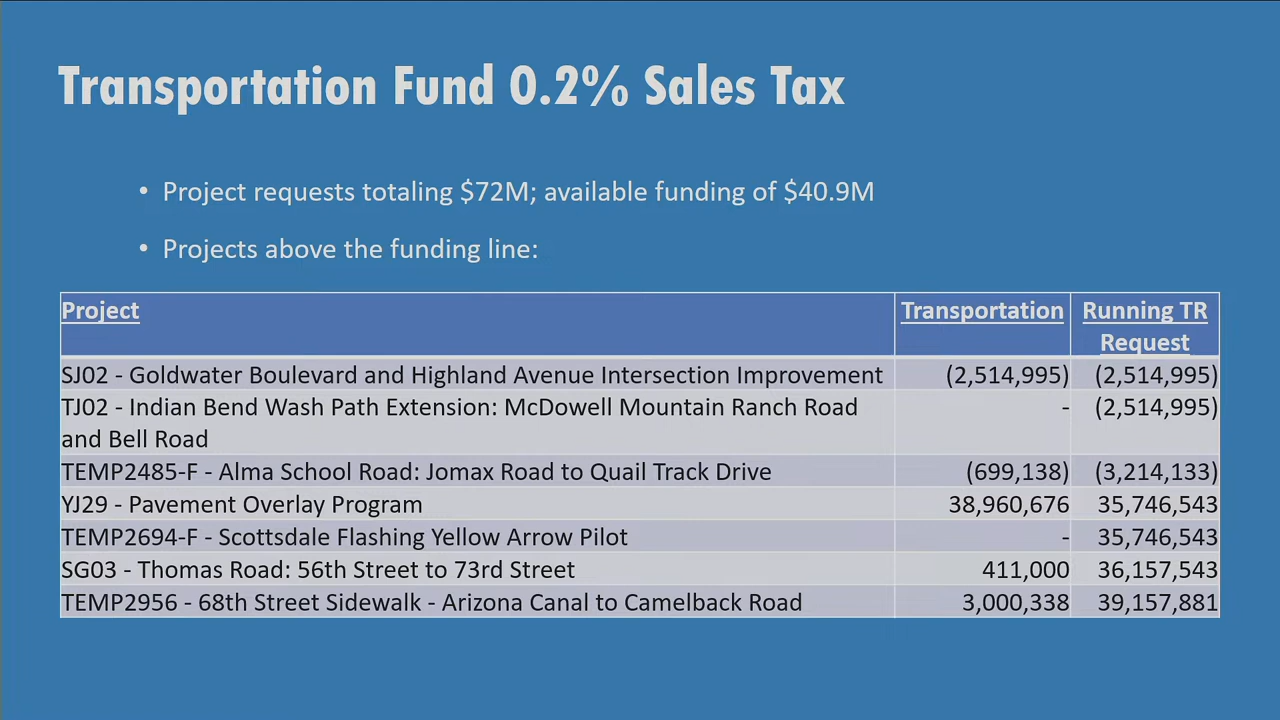 Transportation Fund 0.2% Sales Tax
• Project requests totaling $72M; available funding of $40.9M
• Projects above the funding line:
Project Transportation Running TR
Request
SJ02 - Goldwater Boulevard and Highland Avenue Intersection Improvement (2,514,995) (2,514,995)
TJ02 - Indian Bend Wash Path Extension: McDowell Mountain Ranch Road - (2,514,995)
and Bell Road
TEMP2485-F - Alma School Road: Jomax Road to Quail Track Drive (699,138) (3,214,133)
YJ29 - Pavement Overlay Program 38,960,676 35,746,543
TEMP2694-F - Scottsdale Flashing Yellow Arrow Pilot - 35,746,543
SG03 - Thomas Road: 56th Street to 73rd Street 411,000 36,157,543
TEMP2956 - 68th Street Sidewalk - Arizona Canal to Camelback Road 3,000,338 39,157,881